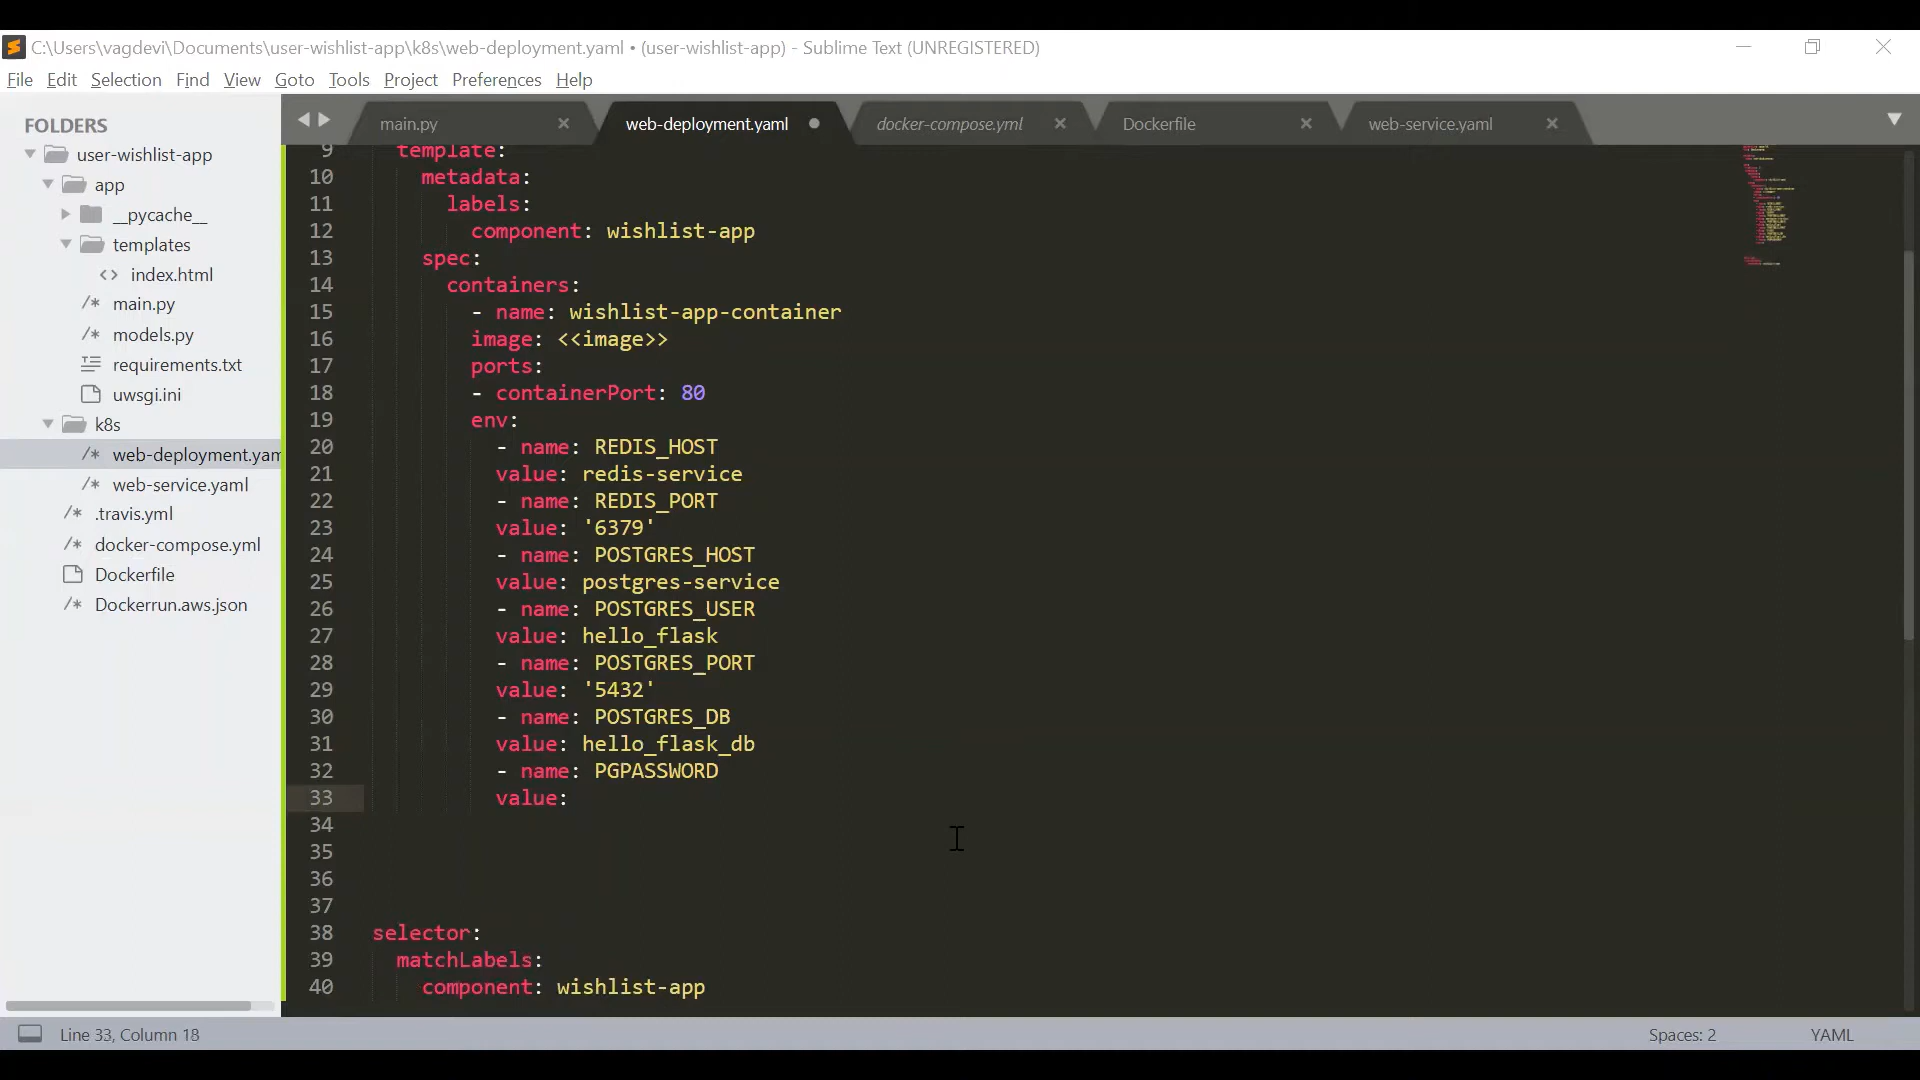 C:\Users\vagdevi\Documents\user-wishlist-app\k8s\web-deployment.yaml • (user-wishlist-app) - Sublime Text (UNREGISTERED)
File Edit Selection Find View Goto Tools Project Preferences Help
FOLDERS
user-wishlist-app
app
__pycache__
templates
<> index.html
/* main.py
/* models.py
requirements.txt
uwsgi.ini
k8s
/* web-deployment.yam
/* web-service.yaml
/* .travis.yml
/* docker-compose.yml
Dockerfile
/* Dockerrun.aws.json
main.py web-deployment.yaml docker-compose.yml Dockerfile web-service.yaml
9 template:
10 metadata:
11 labels:
12 component: wishlist-app
13 spec:
14 containers:
15 - name: wishlist-app-container
16 image: <<image>>
17 ports:
18 - containerPort: 80
19 env:
20 - name: REDIS_HOST
21 value: redis-service
22 - name: REDIS_PORT
23 value: '6379'
24 - name: POSTGRES_HOST
25 value: postgres-service
26 - name: POSTGRES_USER
27 value: hello_flask
28 - name: POSTGRES_PORT
29 value: '5432'
30 - name: POSTGRES_DB
31 value: hello_flask_db
32 - name: PGPASSWORD
33 value:
34
35
36
37
38 selector:
39 matchLabels:
40 component: wishlist-app
Line 33, Column 18 Spaces: 2 YAML